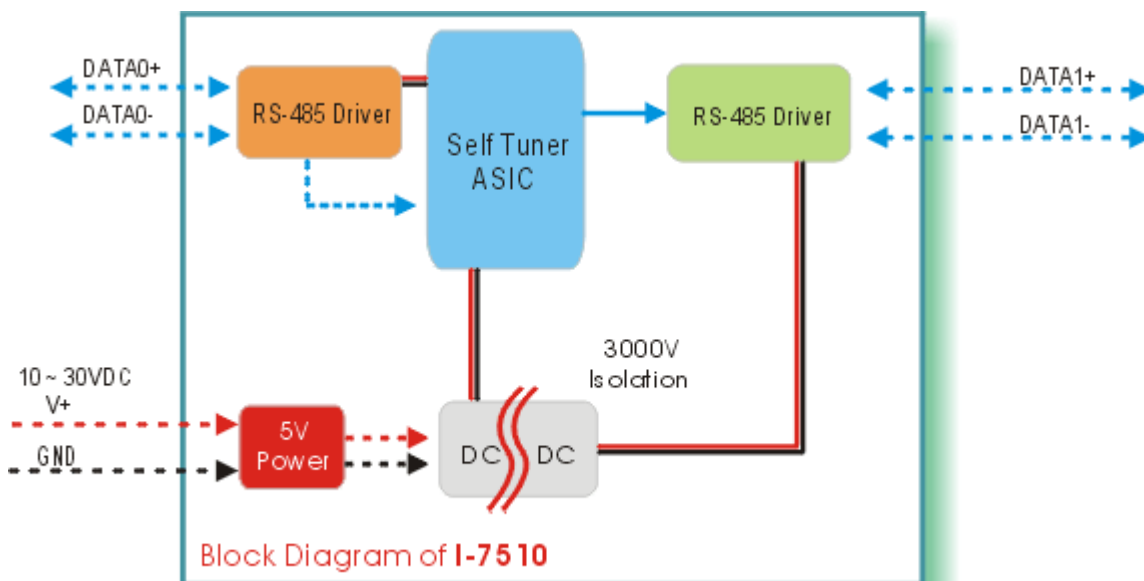 DATA0+
DATA0-
RS-485 Driver
Self Tuner
ASIC
RS-485 Driver
DATA1+
DATA1-
3000V
Isolation
10 ~ 30VDC
V+
GND
5V
Power
DC DC
Block Diagram of I-7510